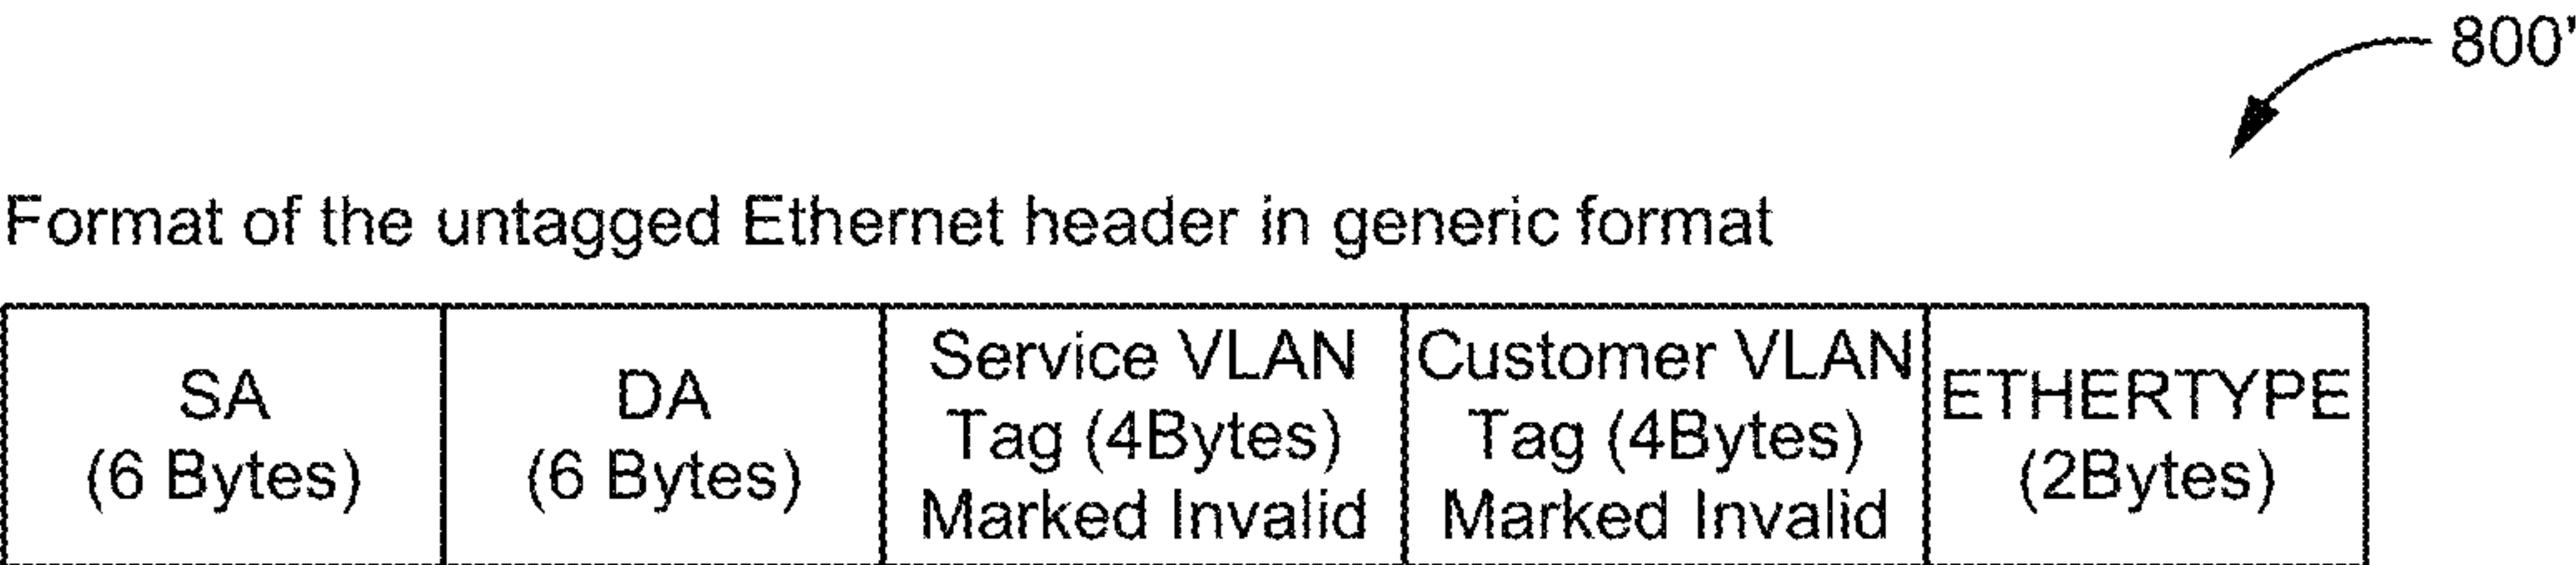 800'
Format of the untagged Ethernet header in generic format
SA
(6 Bytes)
DA
(6 Bytes)
Service VLAN
Tag (4Bytes)
Marked Invalid
Customer VLAN
Tag (4Bytes)
Marked Invalid
ETHERTYPE
(2Bytes)